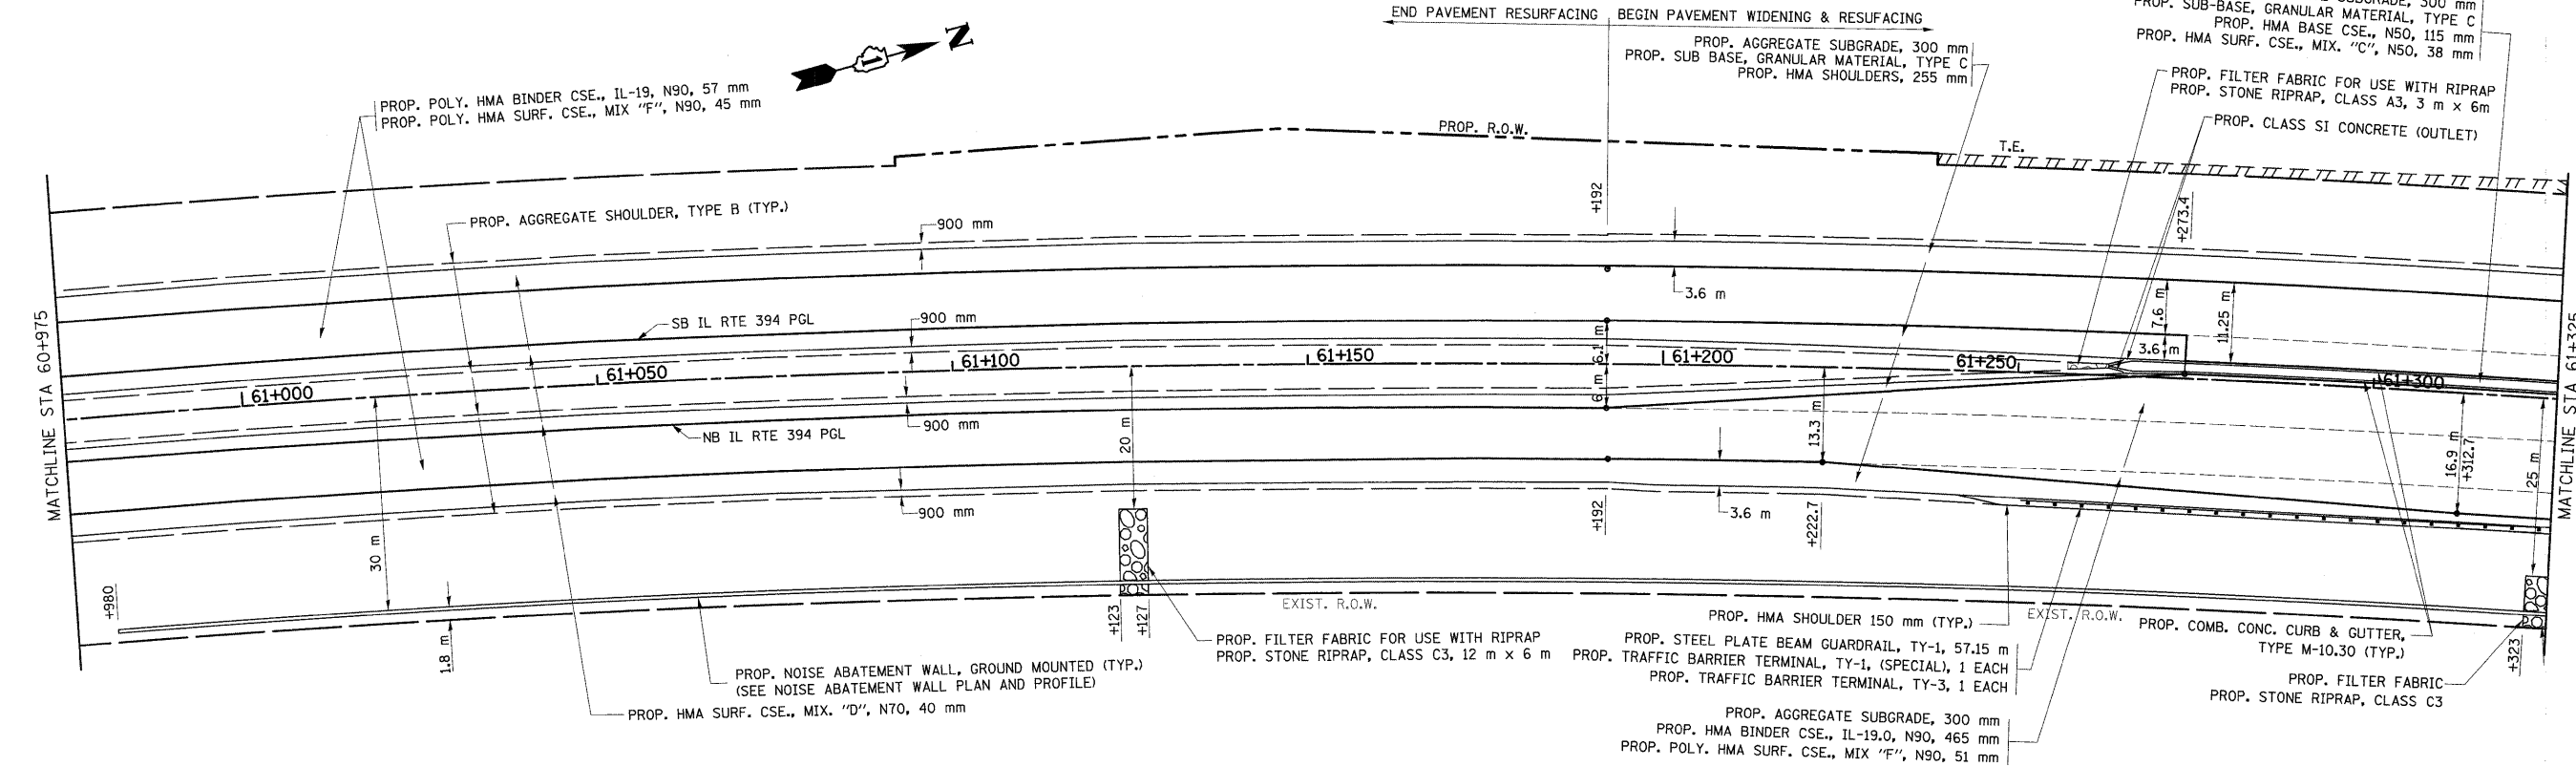 END PAVEMENT RESURFACING
BEGIN PAVEMENT WIDENING & RESUFACING
SUBGRADE, 300 mm
PROP. SUB-BASE, GRANULAR MATERIAL, TYPE C
PROP. HMA BASE CSE., N50, 115 mm
PROP. HMA SURF. CSE., MIX. "C", N50, 38 mm
PROP. AGGREGATE SUBGRADE, 300 mm
PROP. SUB BASE, GRANULAR MATERIAL, TYPE C
PROP. HMA SHOULDERS, 255 mm
N
PROP. POLY. HMA BINDER CSE., IL-19, N90, 57 mm
PROP. POLY. HMA SURF. CSE., MIX "F", N90, 45 mm
PROP. FILTER FABRIC FOR USE WITH RIPRAP
PROP. STONE RIPRAP, CLASS A3, 3 m x 6m
PROP. CLASS SI CONCRETE (OUTLET)
PROP. R.O.W.
T.E.
PROP. AGGREGATE SHOULDER, TYPE B (TYP.)
900 mm
+192
+273.4
3.6 m
7.6 m
11.25 m
SB IL RTE 394 PGL
900 mm
6.1 m
3.6 m
61+000
61+050
61+100
61+150
61+200
61+250
61+300
MATCHLINE STA 60+975
MATCHLINE STA 61+325
6 m
900 mm
NB IL RTE 394 PGL
20 m
13.3 m
16.9 m
+312.7
25 m
900 mm
30 m
+192
3.6 m
+222.7
+980
1.8 m
+123
+127
EXIST. R.O.W.
EXIST. R.O.W.
+323
PROP. HMA SHOULDER 150 mm (TYP.)
PROP. COMB. CONC. CURB & GUTTER,
TYPE M-10.30 (TYP.)
PROP. FILTER FABRIC FOR USE WITH RIPRAP
PROP. STONE RIPRAP, CLASS C3, 12 m x 6 m
PROP. STEEL PLATE BEAM GUARDRAIL, TY-1, 57.15 m
PROP. TRAFFIC BARRIER TERMINAL, TY-1, (SPECIAL), 1 EACH
PROP. TRAFFIC BARRIER TERMINAL, TY-3, 1 EACH
PROP. NOISE ABATEMENT WALL, GROUND MOUNTED (TYP.)
(SEE NOISE ABATEMENT WALL PLAN AND PROFILE)
PROP. FILTER FABRIC
PROP. STONE RIPRAP, CLASS C3
PROP. HMA SURF. CSE., MIX. "D", N70, 40 mm
PROP. AGGREGATE SUBGRADE, 300 mm
PROP. HMA BINDER CSE., IL-19.0, N90, 465 mm
PROP. POLY. HMA SURF. CSE., MIX "F", N90, 51 mm